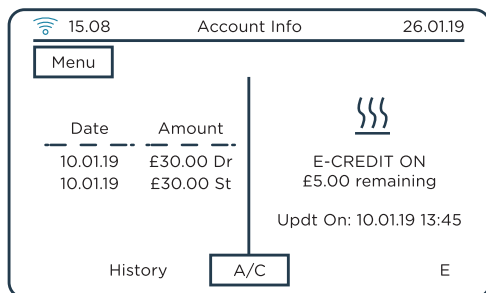 15.08 Account Info 26.01.19
Menu
Date Amount
10.01.19 £30.00 Dr
10.01.19 £30.00 St
E-CREDIT ON
£5.00 remaining
Updt On: 10.01.19 13:45
History A/C E